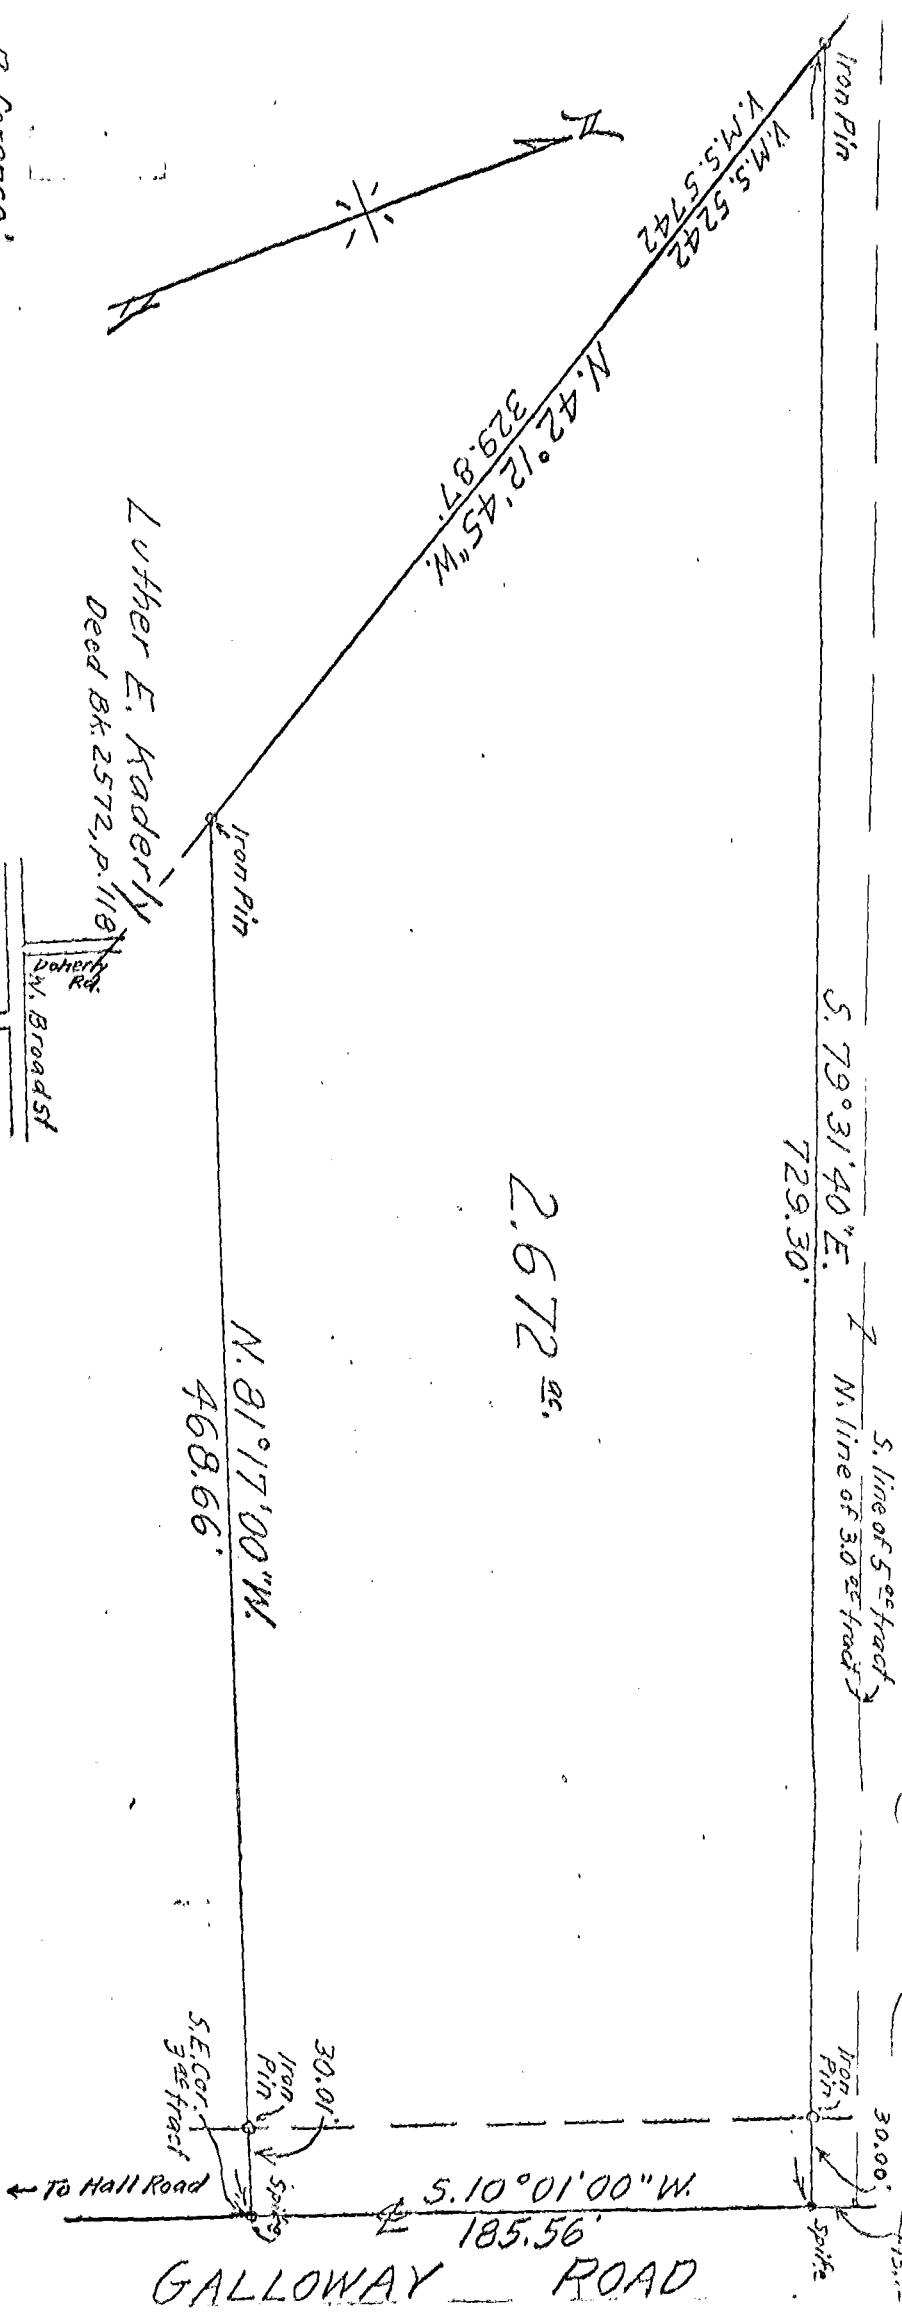 Iron Pin
V.M.S. 5242
V.M.S. 5742
N. 42° 12' 45" W.
329.87'
S. 79° 31' 40" E.
729.30'
S. line of 5 ac tract
N. line of 3.0 ac tract
2.672 ac.
Luther E. Kaderly
Deed Bk. 2572, p. 118
Iron Pin
Doherty
Rd.
W. Broad st
N. 81° 17' 00" W.
468.66'
Iron
Pin
30.00'
Spike
30.01'
Iron
Pin
Spike
S.E. Cor.
3 ac tract
← To Hall Road
S. 10° 01' 00" W.
185.56'
GALLOWAY ROAD